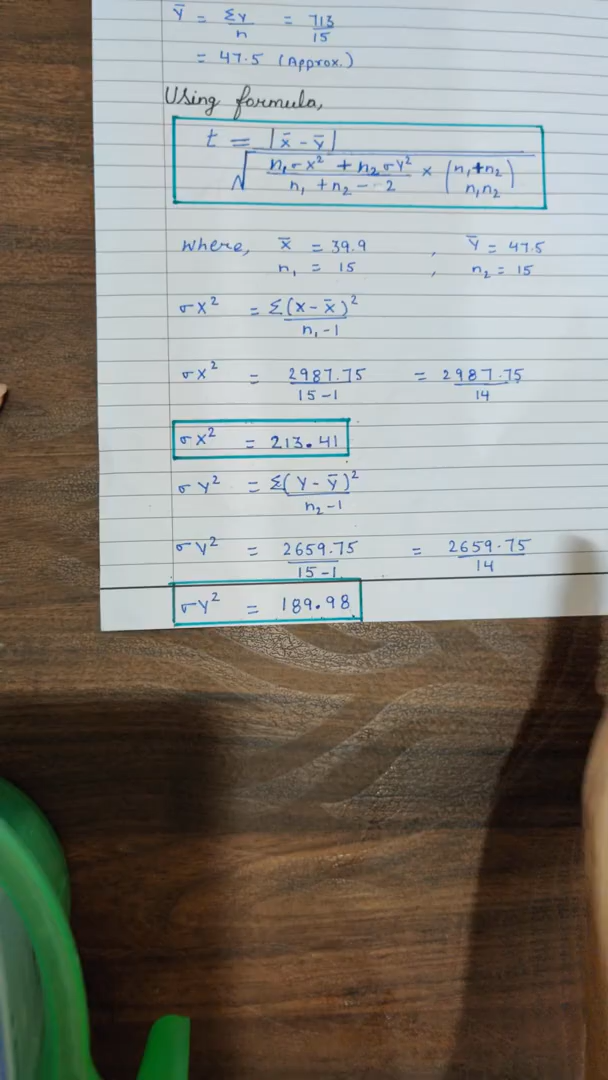 Ȳ = ΣY/n = 713/15
= 47.5 (Approx.)
Using formula,
t = |x̄ - ȳ| / √( (n₁σx² + n₂σy²)/(n₁ + n₂ - 2) × (n₁+n₂ / n₁n₂) )
where, x̄ = 39.9 , ȳ = 47.5
n₁ = 15 , n₂ = 15
σx² = Σ(x-x̄)²/n₁-1
σx² = 2987.75/15-1 = 2987.75/14
σx² = 213.41
σy² = Σ(Y-Ȳ)²/n₂-1
σy² = 2659.75/15-1 = 2659.75/14
σy² = 189.98